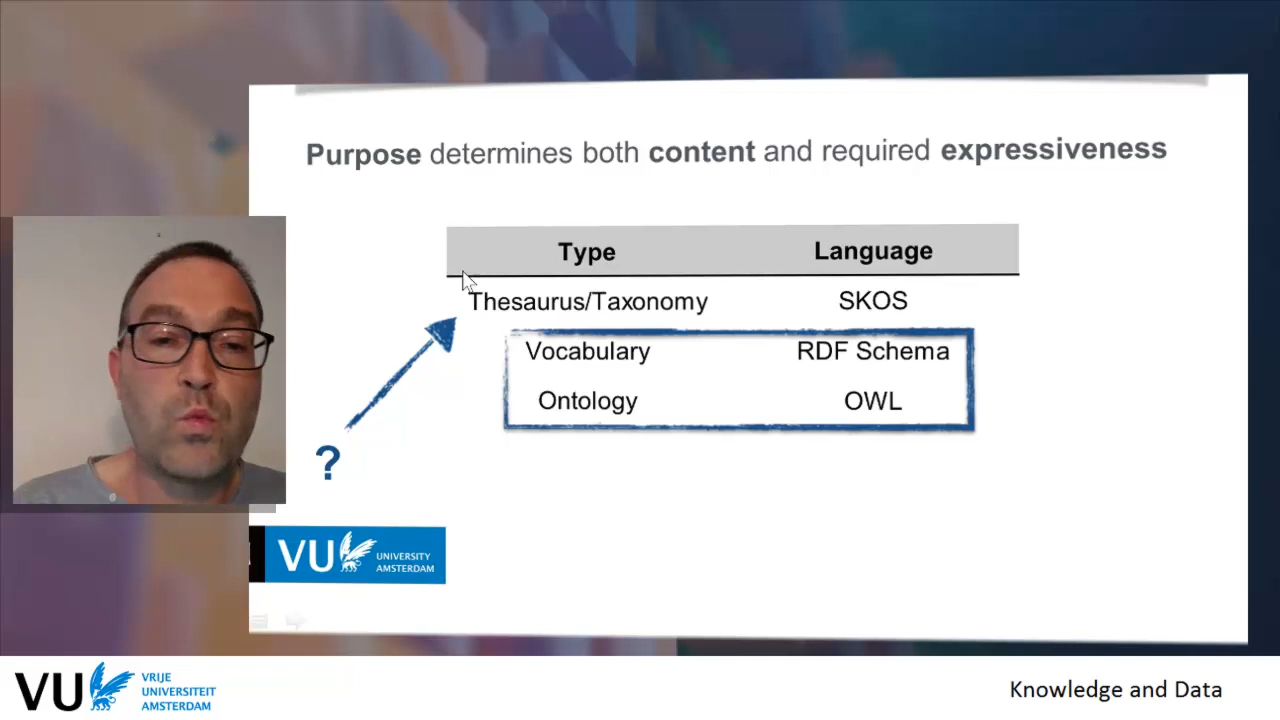 Purpose determines both content and required expressiveness
Type Language
Thesaurus/Taxonomy SKOS
Vocabulary RDF Schema
Ontology OWL
?
VU UNIVERSITY
AMSTERDAM
VU VRIJE
UNIVERSITEIT
AMSTERDAM
Knowledge and Data